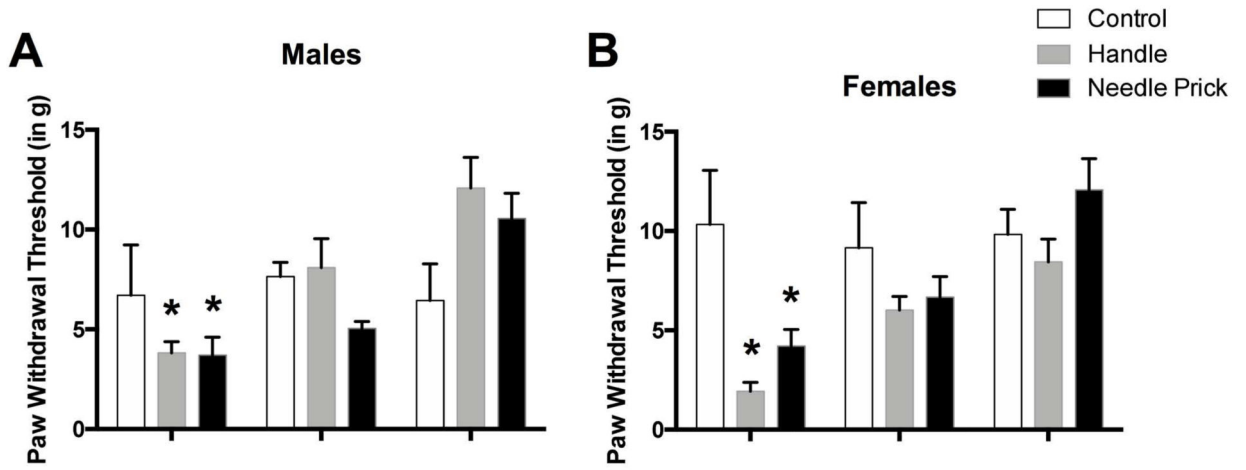 A
Males
Paw Withdrawal Threshold (in g)
15
10
5
0
*
*
B
Females
Control
Handle
Needle Prick
Paw Withdrawal Threshold (in g)
15
10
5
0
*
*